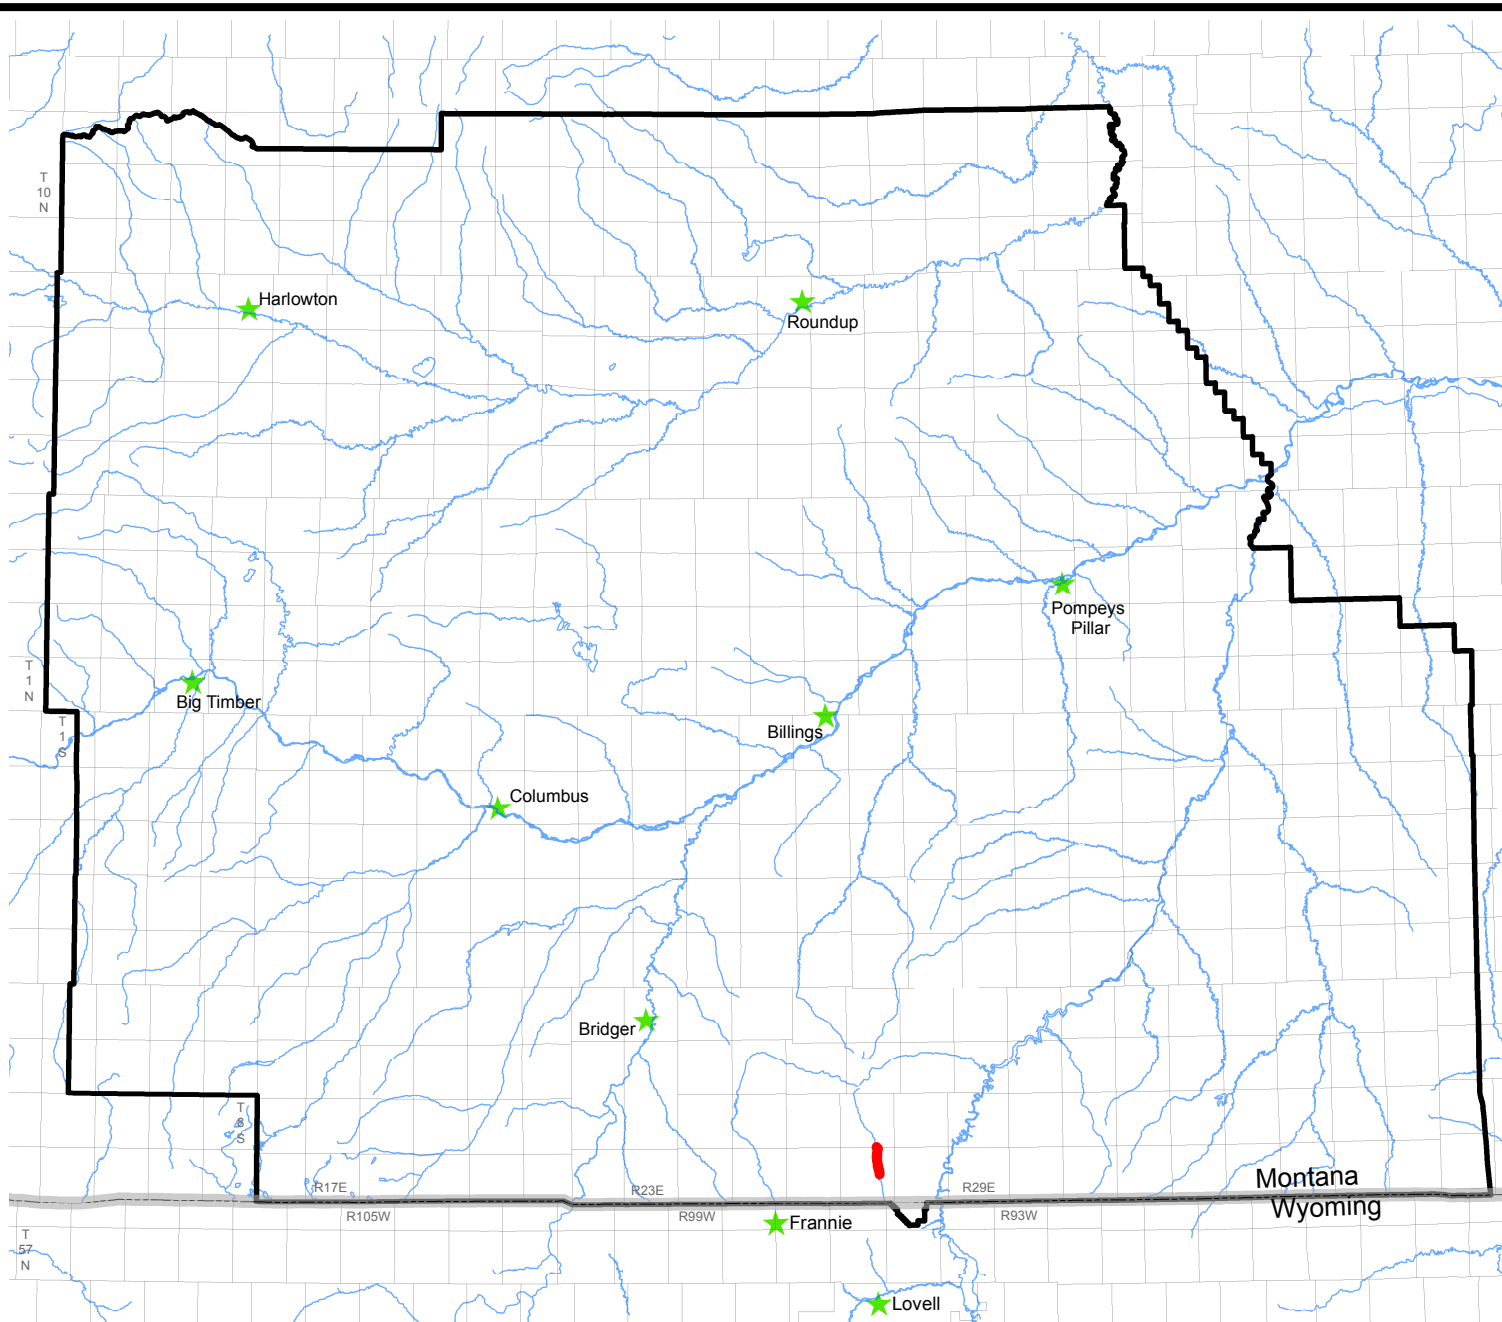 T
10
N
Harlowton
Roundup
Pompeys
Pillar
T
1
N
Big Timber
T
1
S
Billings
Columbus
Bridger
T
8
S
Montana
R17E
R23E
R29E
Wyoming
R105W
R99W
R93W
Frannie
T
57
N
Lovell